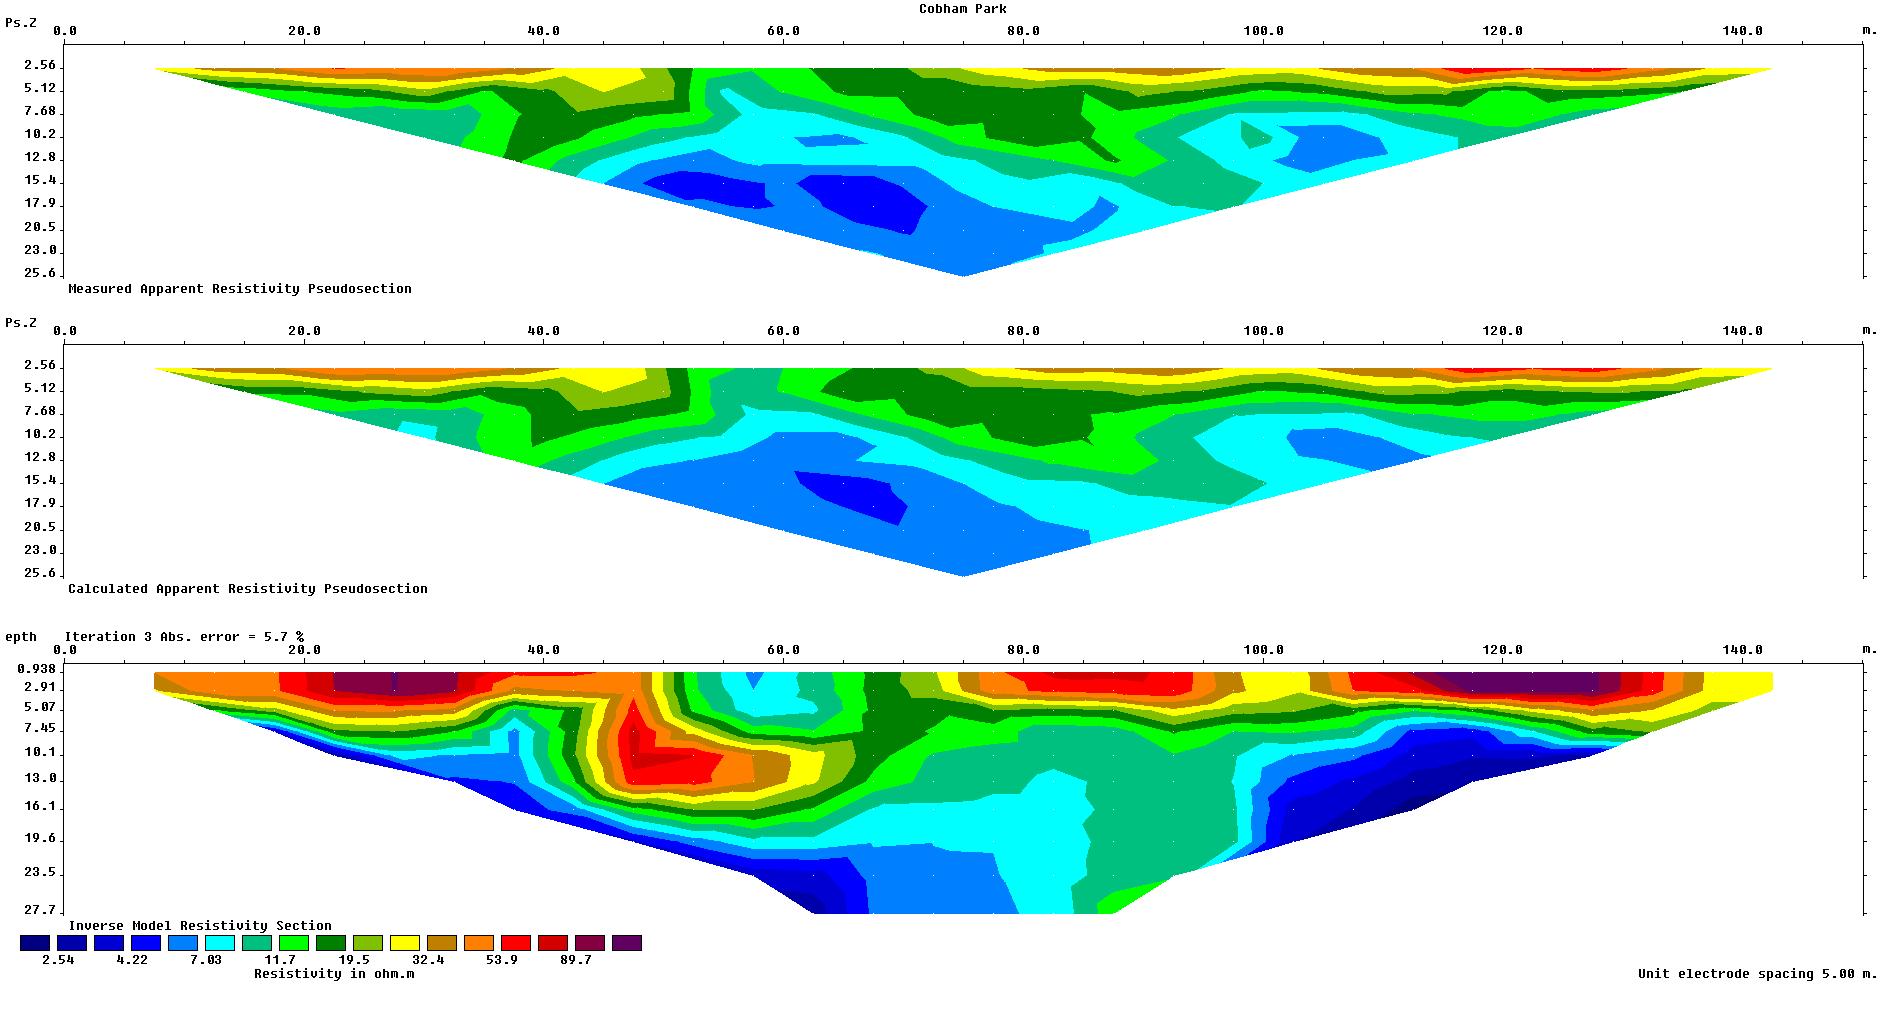 Cobham Park
Ps.Z 0.0 20.0 40.0 60.0 80.0 100.0 120.0 140.0 m.
2.56
5.12
7.68
10.2
12.8
15.4
17.9
20.5
23.0
25.6
Measured Apparent Resistivity Pseudosection
Ps.Z 0.0 20.0 40.0 60.0 80.0 100.0 120.0 140.0 m.
2.56
5.12
7.68
10.2
12.8
15.4
17.9
20.5
23.0
25.6
Calculated Apparent Resistivity Pseudosection
epth Iteration 3 Abs. error = 5.7 %
0.0 20.0 40.0 60.0 80.0 100.0 120.0 140.0 m.
0.938
2.91
5.07
7.45
10.1
13.0
16.1
19.6
23.5
27.7
Inverse Model Resistivity Section
2.54 4.22 7.03 11.7 19.5 32.4 53.9 89.7
Resistivity in ohm.m
Unit electrode spacing 5.00 m.